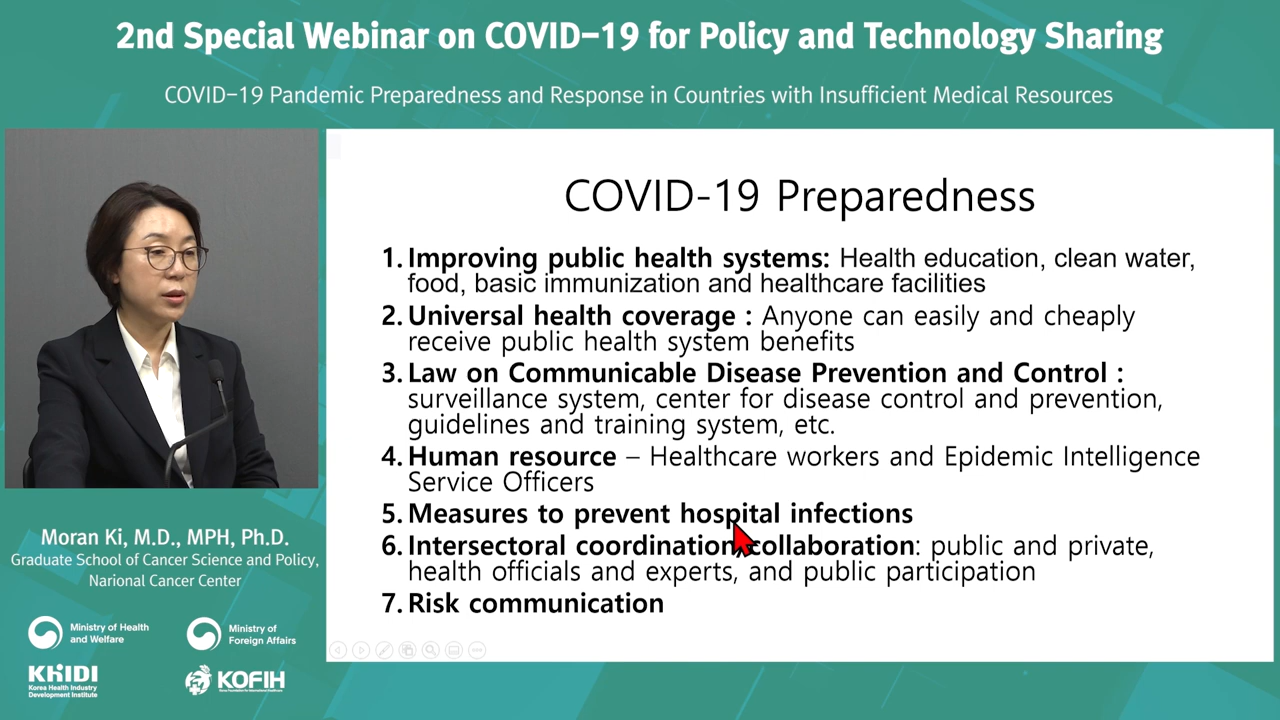 2nd Special Webinar on COVID-19 for Policy and Technology Sharing
COVID-19 Pandemic Preparedness and Response in Countries with Insufficient Medical Resources
COVID-19 Preparedness
1. Improving public health systems: Health education, clean water,
food, basic immunization and healthcare facilities
2. Universal health coverage : Anyone can easily and cheaply
receive public health system benefits
3. Law on Communicable Disease Prevention and Control :
surveillance system, center for disease control and prevention,
guidelines and training system, etc.
4. Human resource – Healthcare workers and Epidemic Intelligence
Service Officers
5. Measures to prevent hospital infections
6. Intersectoral coordination, collaboration: public and private,
health officials and experts, and public participation
7. Risk communication
Moran Ki, M.D., MPH, Ph.D.
Graduate School of Cancer Science and Policy,
Narional Cancer Center
Ministry of Health
and Welfare
Ministry of
Foreign Affairs
KHIDI
Korea Health Industry
Development Institute
KOFIH
Korea Foundation for International Healthcare